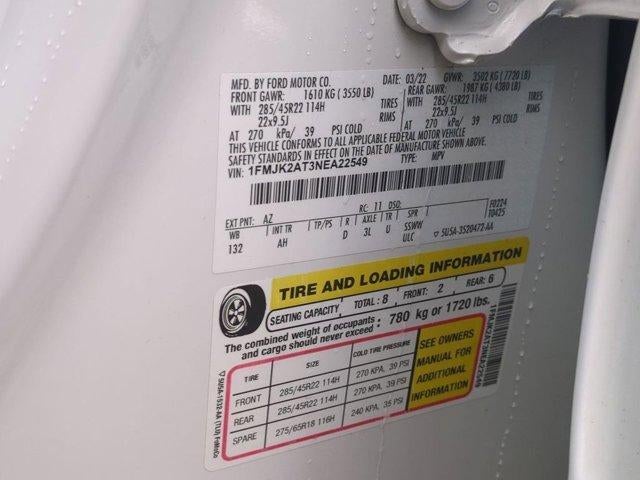 MFD. BY FORD MOTOR CO.
03/22 GVWR: 3502 KG ( 7720 LB)
FRONT GAWR: 1610 KG ( 3550 LB) REAR GAWR: 1987 KG ( 4380 LB)
WITH 285/45R22 114H TIRES WITH 285/45R22 114H TIRES
22x9.5J RIMS 22x9.5J RIMS
AT 270 kPa/ 39 PSI COLD AT 270 kPa/ 39 PSI COLD
THIS VEHICLE CONFORMS TO ALL APPLICABLE FEDERAL MOTOR VEHICLE
SAFETY STANDARDS IN EFFECT ON THE DATE OF MANUFACTURE SHOWN ABOVE.
VIN: 1FMJK2AT3NEA22549 TYPE: MPV
EXT PNT: AZ RC: 11 DSO: F0224
T0425
WB INT TR TP/PS R AXLE TR SPR
132 AH D 3L U SSWW
ULC ▽ 5U5A-3520472-AA
TIRE AND LOADING INFORMATION
SEATING CAPACITY TOTAL: 8 FRONT: 2 REAR: 6
The combined weight of occupants and cargo should never exceed: 780 kg or 1720 lbs.
TIRE SIZE COLD TIRE PRESSURE
FRONT 285/45R22 114H 270 KPA, 39 PSI
REAR 285/45R22 114H 270 KPA, 39 PSI
SPARE 275/65R18 116H 240 KPA, 35 PSI
SEE OWNERS
MANUAL FOR
ADDITIONAL
INFORMATION
1FMJK2AT3NEA22549